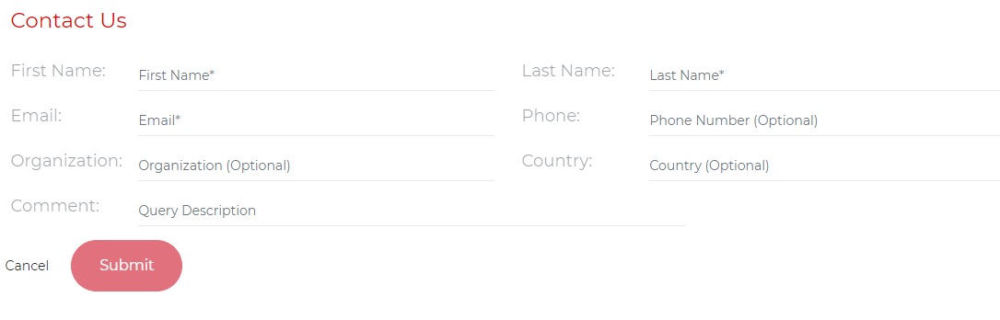 Contact Us
First Name: First Name* Last Name: Last Name*
Email: Email* Phone: Phone Number (Optional)
Organization: Organization (Optional) Country: Country (Optional)
Comment: Query Description
Cancel Submit